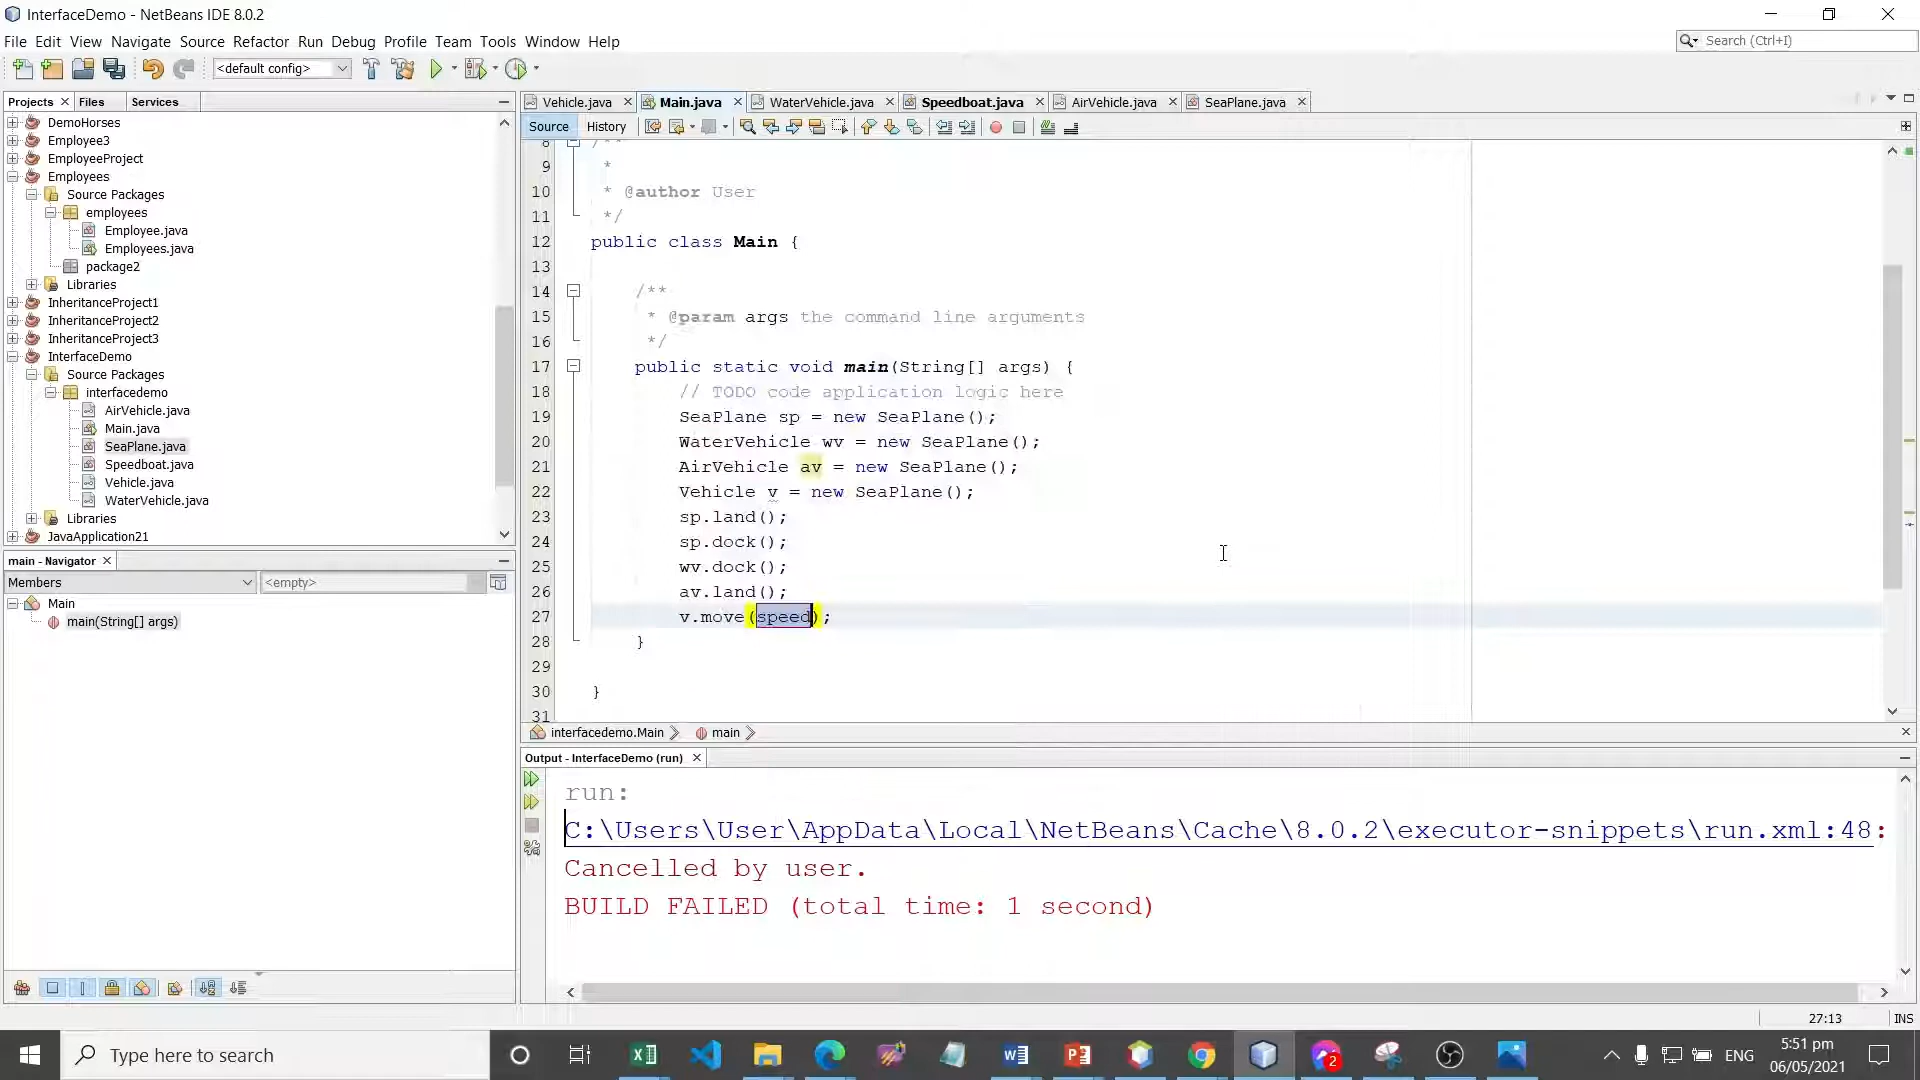 InterfaceDemo - NetBeans IDE 8.0.2
File Edit View Navigate Source Refactor Run Debug Profile Team Tools Window Help
Search (Ctrl+I)
<default config>
Projects Files Services
DemoHorses
Employee3
EmployeeProject
Employees
Source Packages
employees
Employee.java
Employees.java
package2
Libraries
InheritanceProject1
InheritanceProject2
InheritanceProject3
InterfaceDemo
Source Packages
interfacedemo
AirVehicle.java
Main.java
SeaPlane.java
Speedboat.java
Vehicle.java
WaterVehicle.java
Libraries
JavaApplication21
main - Navigator
Members <empty>
Main
main(String[] args)
Vehicle.java Main.java WaterVehicle.java Speedboat.java AirVehicle.java SeaPlane.java
Source History
8 /**
9 *
10 * @author User
11 */
12 public class Main {
13
14 /**
15 * @param args the command line arguments
16 */
17 public static void main(String[] args) {
18 // TODO code application logic here
19 SeaPlane sp = new SeaPlane();
20 WaterVehicle wv = new SeaPlane();
21 AirVehicle av = new SeaPlane();
22 Vehicle v = new SeaPlane();
23 sp.land();
24 sp.dock();
25 wv.dock();
26 av.land();
27 v.move(speed);
28 }
29
30 }
31
interfacedemo.Main main
Output - InterfaceDemo (run)
run:
C:\Users\User\AppData\Local\NetBeans\Cache\8.0.2\executor-snippets\run.xml:48:
Cancelled by user.
BUILD FAILED (total time: 1 second)
27:13 INS
Type here to search
2
ENG
5:51 pm
06/05/2021